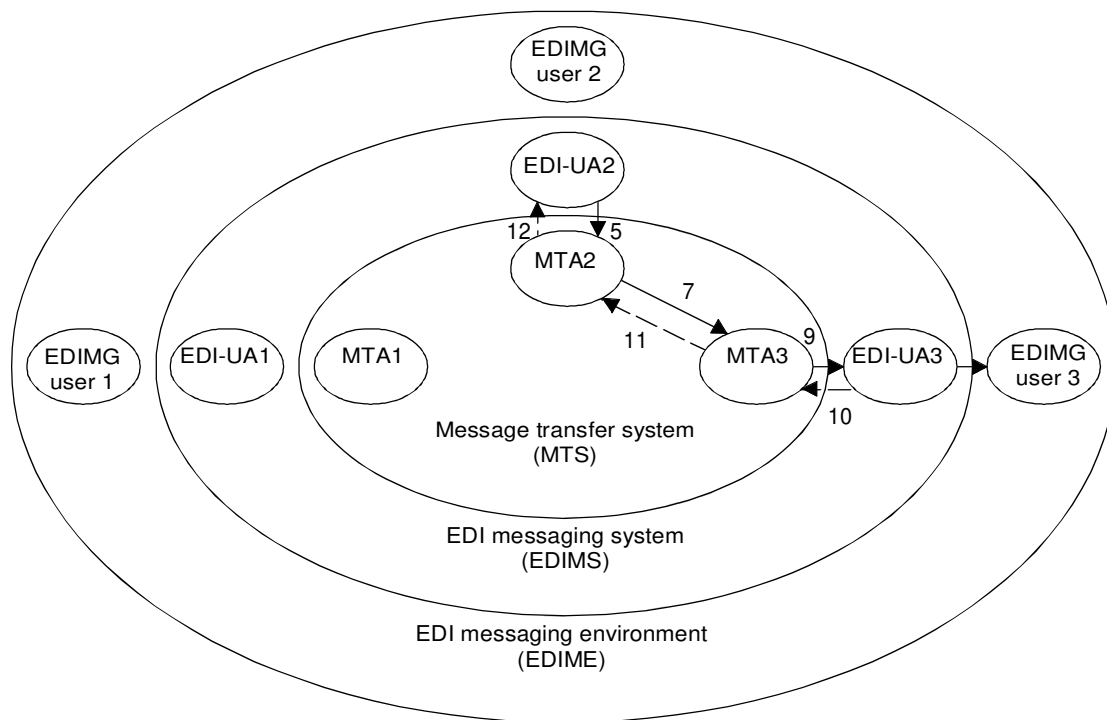 EDIMG
user 2
EDI-UA2
12
5
MTA2
7
11
9
EDIMG
user 1
EDI-UA1
MTA1
MTA3
EDI-UA3
EDIMG
user 3
10
Message transfer system
(MTS)
EDI messaging system
(EDIMS)
EDI messaging environment
(EDIME)